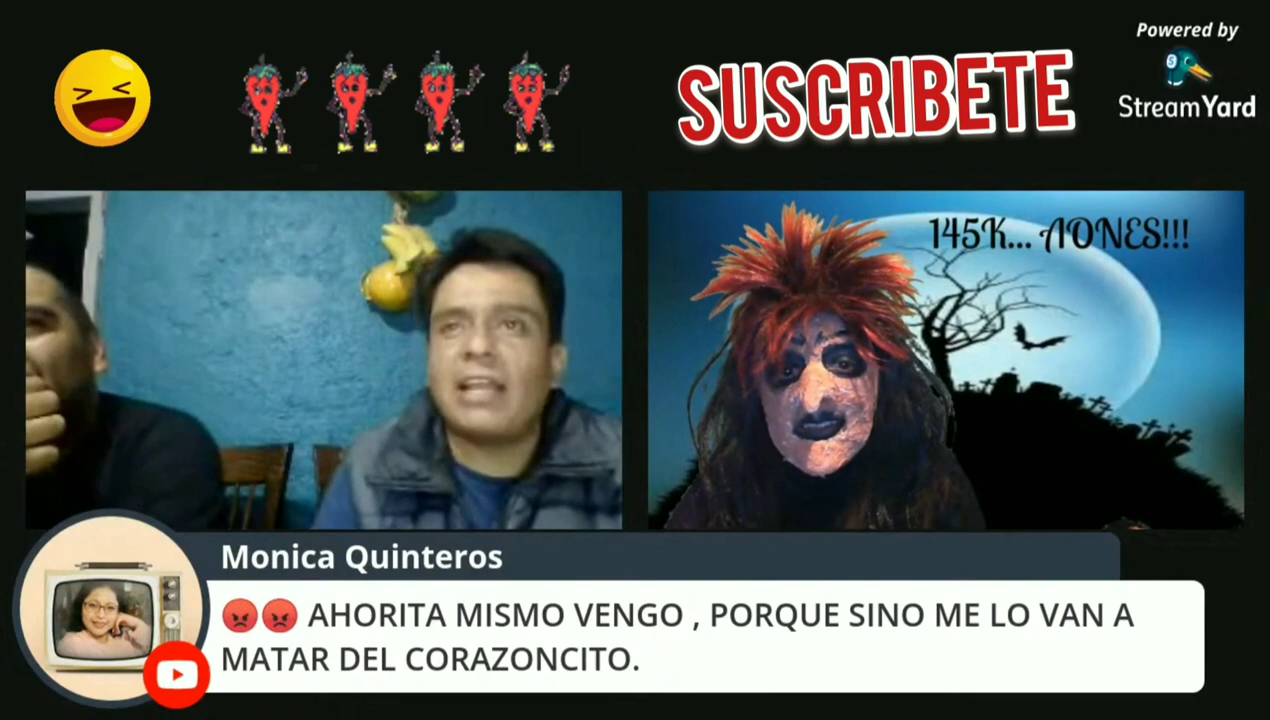 Powered by
StreamYard
SUSCRIBETE
145K... AONES!!!
Monica Quinteros
AHORITA MISMO VENGO , PORQUE SINO ME LO VAN A
MATAR DEL CORAZONCITO.